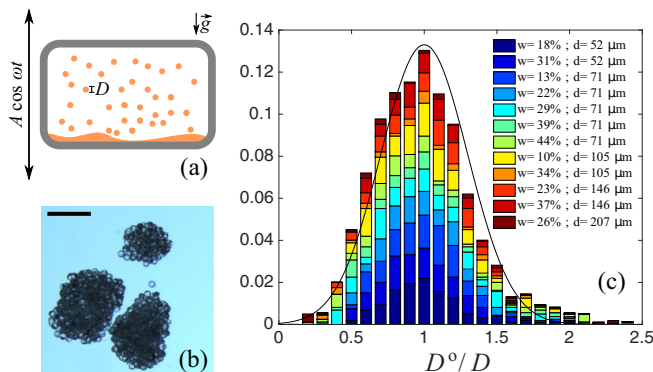 A cos ωt
g
D
(a)
(b)
0.14
0.12
0.1
0.08
0.06
0.04
0.02
0
w= 18% ; d= 52 μm
w= 31% ; d= 52 μm
w= 13% ; d= 71 μm
w= 22% ; d= 71 μm
w= 29% ; d= 71 μm
w= 39% ; d= 71 μm
w= 44% ; d= 71 μm
w= 10% ; d= 105 μm
w= 34% ; d= 105 μm
w= 23% ; d= 146 μm
w= 37% ; d= 146 μm
w= 26% ; d= 207 μm
(c)
0 0.5 1 1.5 2 2.5
D°/D